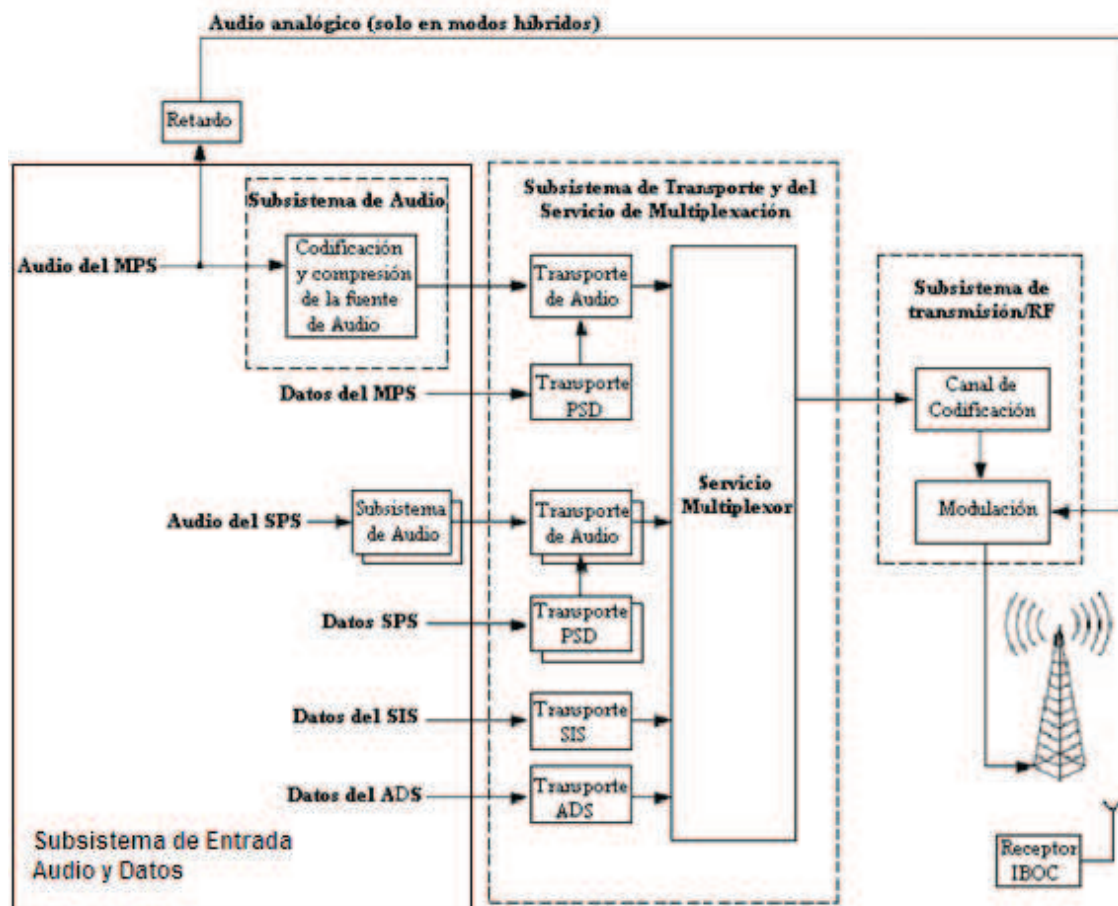 Audio analógico (solo en modos híbridos)
Retardo
Subsistema de Audio
Audio del MPS
Codificación
y compresión
de la fuente
de Audio
Datos del MPS
Audio del SPS
Subsistema
de Audio
Datos SPS
Datos del SIS
Datos del ADS
Subsistema de Entrada
Audio y Datos
Subsistema de Transporte y del
Servicio de Multiplexación
Transporte
de Audio
Transporte
PSD
Transporte
de Audio
Transporte
PSD
Transporte
SIS
Transporte
ADS
Servicio
Multiplexor
Subsistema de
transmisión/RF
Canal de
Codificación
Modulación
Receptor
IBOC